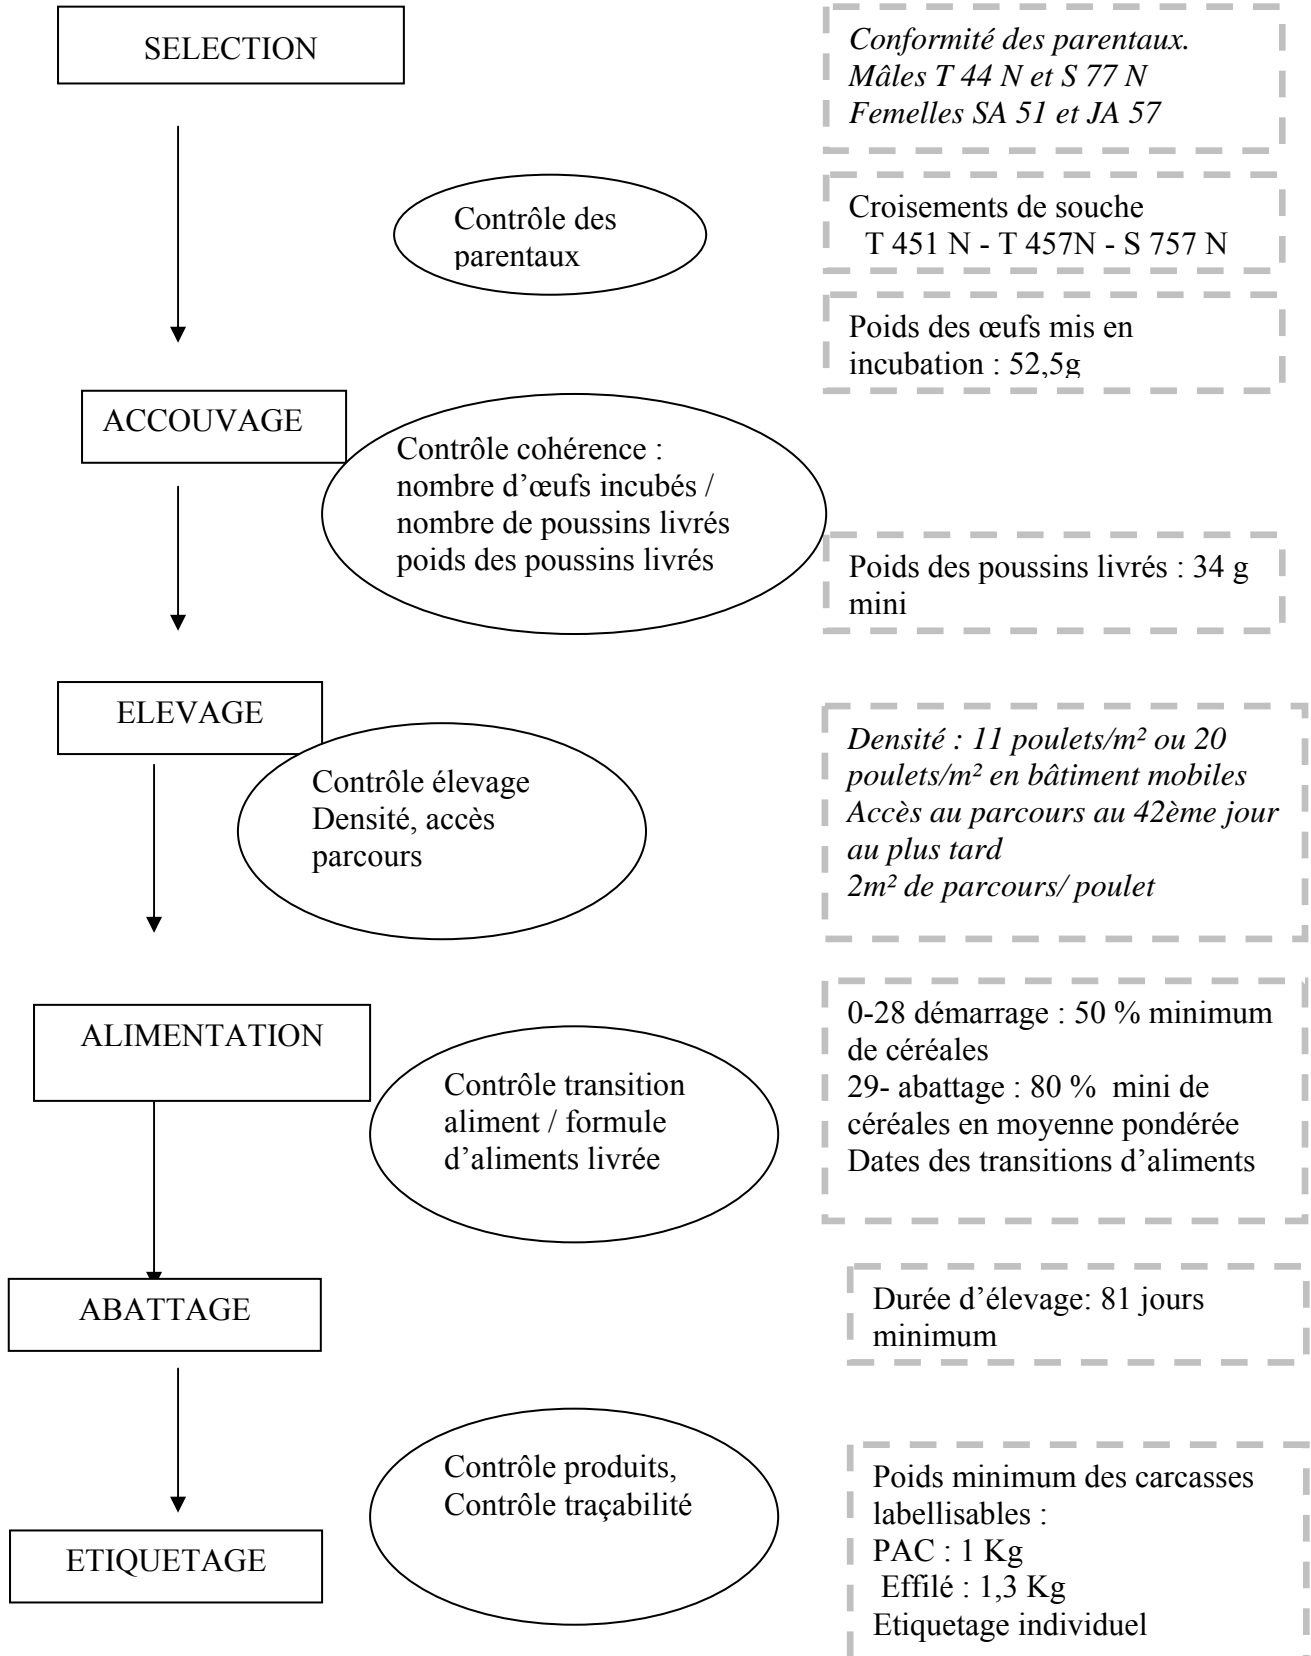 SELECTION
Conformité des parentaux.
Mâles T 44 N et S 77 N
Femelles SA 51 et JA 57
Contrôle des
parentaux
Croisements de souche
T 451 N - T 457N - S 757 N
Poids des œufs mis en
incubation : 52,5g
ACCOUVAGE
Contrôle cohérence :
nombre d’œufs incubés /
nombre de poussins livrés
poids des poussins livrés
Poids des poussins livrés : 34 g
mini
ELEVAGE
Contrôle élevage
Densité, accès
parcours
Densité : 11 poulets/m² ou 20
poulets/m² en bâtiment mobiles
Accès au parcours au 42ème jour
au plus tard
2m² de parcours/ poulet
ALIMENTATION
Contrôle transition
aliment / formule
d’aliments livrée
0-28 démarrage : 50 % minimum
de céréales
29- abattage : 80 % mini de
céréales en moyenne pondérée
Dates des transitions d’aliments
ABATTAGE
Durée d’élevage: 81 jours
minimum
Contrôle produits,
Contrôle traçabilité
Poids minimum des carcasses
labellisables :
PAC : 1 Kg
Effilé : 1,3 Kg
Etiquetage individuel
ETIQUETAGE